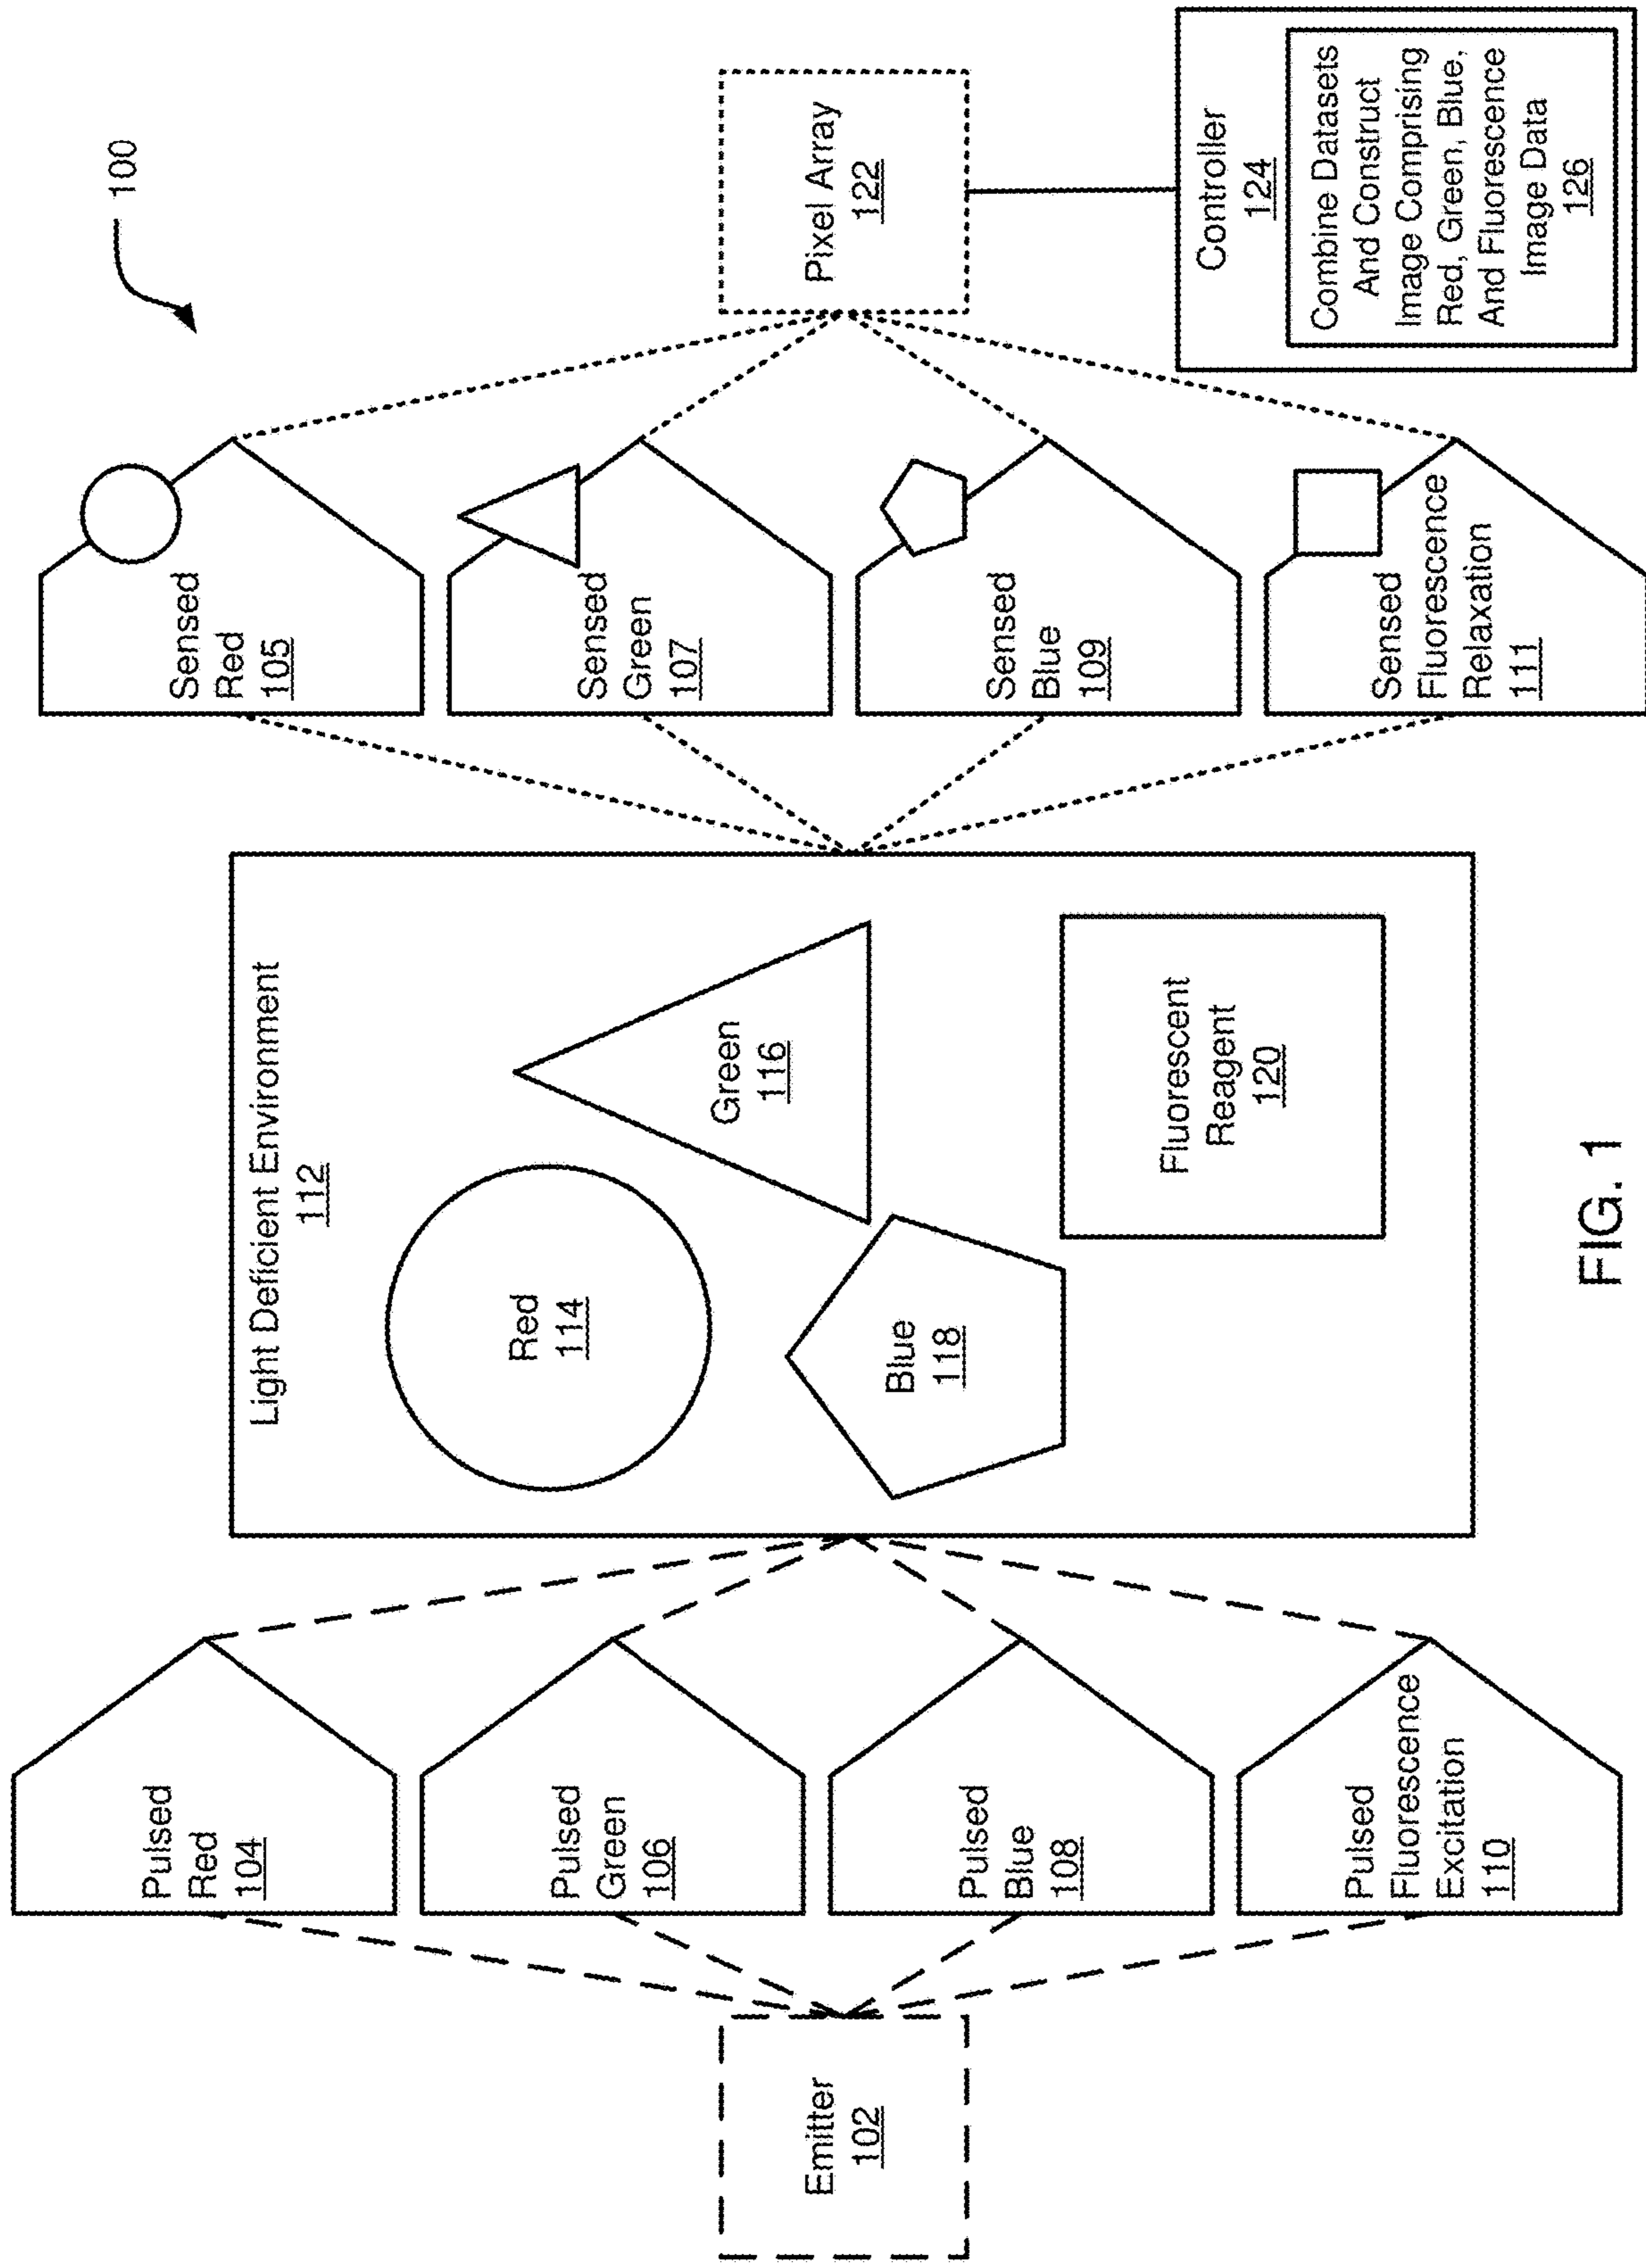 100
Emitter
102
Pulsed
Red
104
Pulsed
Green
106
Pulsed
Blue
108
Pulsed
Fluorescence
Excitation
110
Light Deficient Environment
112
Red
114
Green
116
Blue
118
Fluorescent
Reagent
120
Sensed
Red
105
Sensed
Green
107
Sensed
Blue
109
Sensed
Fluorescence
Relaxation
111
Pixel Array
122
Controller
124
Combine Datasets
And Construct
Image Comprising
Red, Green, Blue,
And Fluorescence
Image Data
126
FIG. 1